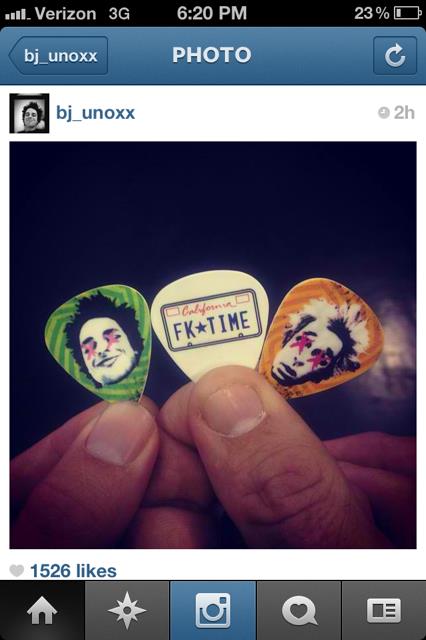 Verizon 3G 6:20 PM 23%
bj_unoxx PHOTO
bj_unoxx 2h
California
FK★TIME
1526 likes